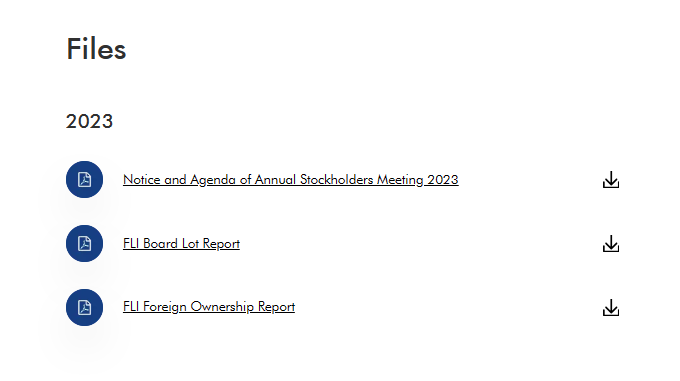 Files
2023
Notice and Agenda of Annual Stockholders Meeting 2023
FLI Board Lot Report
FLI Foreign Ownership Report